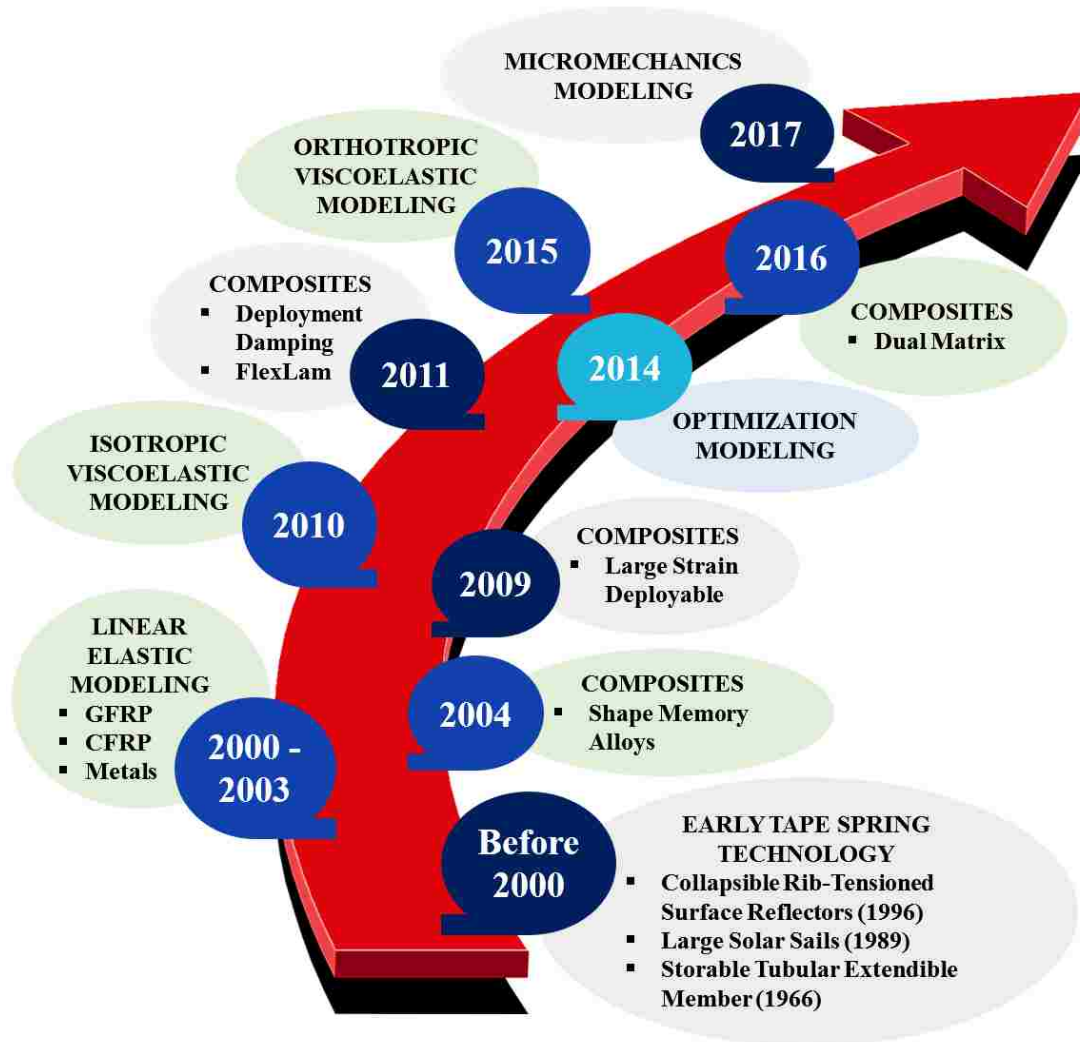 MICROMECHANICS
MODELING
2017
ORTHOTROPIC
VISCOELASTIC
MODELING
2015
2016
COMPOSITES
▪ Dual Matrix
COMPOSITES
▪ Deployment
Damping
▪ FlexLam
2011
2014
OPTIMIZATION
MODELING
ISOTROPIC
VISCOELASTIC
MODELING
2010
COMPOSITES
▪ Large Strain
Deployable
2009
LINEAR
ELASTIC
MODELING
▪ GFRP
▪ CFRP
▪ Metals
2000 -
2003
2004
COMPOSITES
▪ Shape Memory
Alloys
Before
2000
EARLY TAPE SPRING
TECHNOLOGY
▪ Collapsible Rib-Tensioned
Surface Reflectors (1996)
▪ Large Solar Sails (1989)
▪ Storable Tubular Extendible
Member (1966)